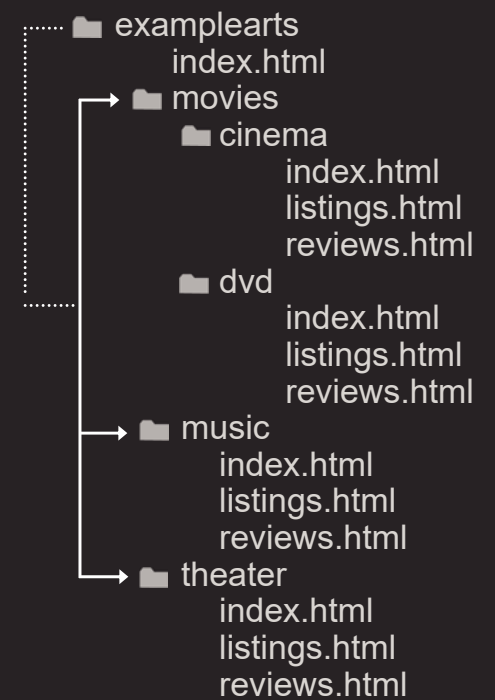 examplearts
index.html
movies
cinema
index.html
listings.html
reviews.html
dvd
index.html
listings.html
reviews.html
music
index.html
listings.html
reviews.html
theater
index.html
listings.html
reviews.html